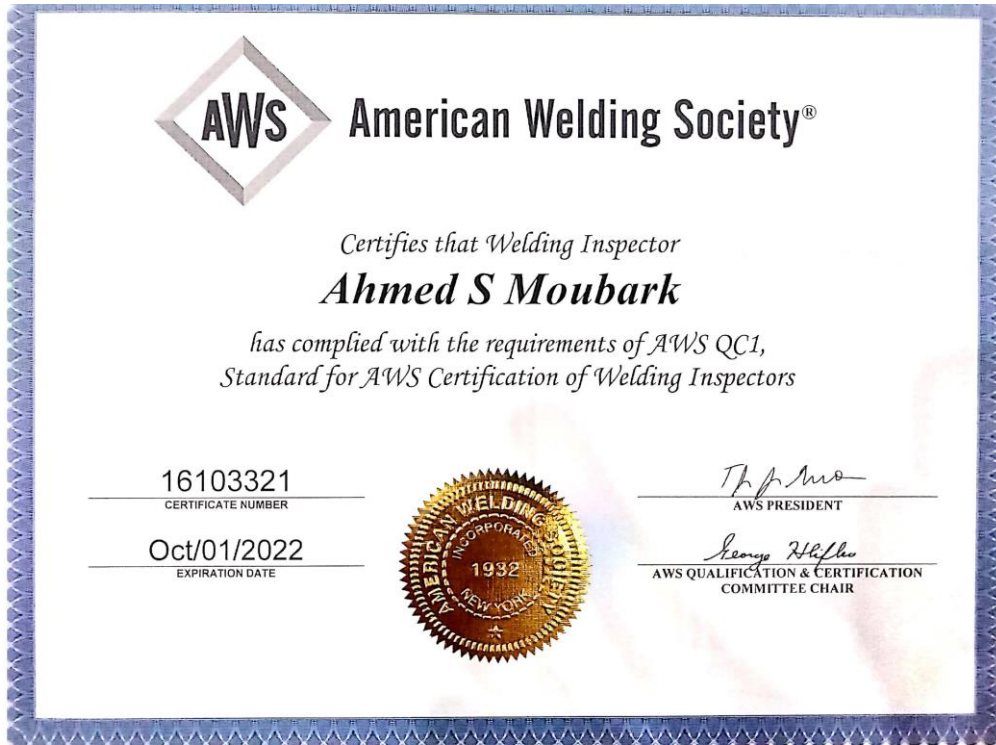 AWS American Welding Society®
Certifies that Welding Inspector
Ahmed S Moubark
has complied with the requirements of AWS QC1,
Standard for AWS Certification of Welding Inspectors
16103321
CERTIFICATE NUMBER
Oct/01/2022
EXPIRATION DATE
AMERICAN WELDING SOCIETY
INCORPORATED
1932
NEW YORK
AWS PRESIDENT
AWS QUALIFICATION & CERTIFICATION
COMMITTEE CHAIR